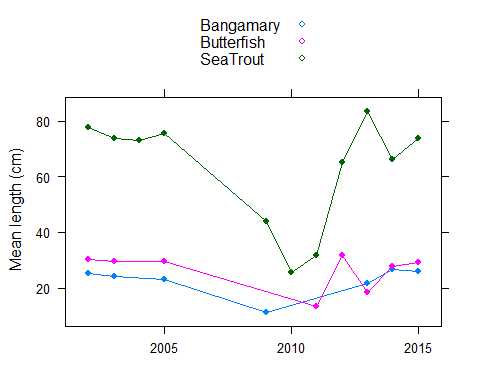 Bangamary
Butterfish
SeaTrout
Mean length (cm)
80
60
40
20
2005 2010 2015